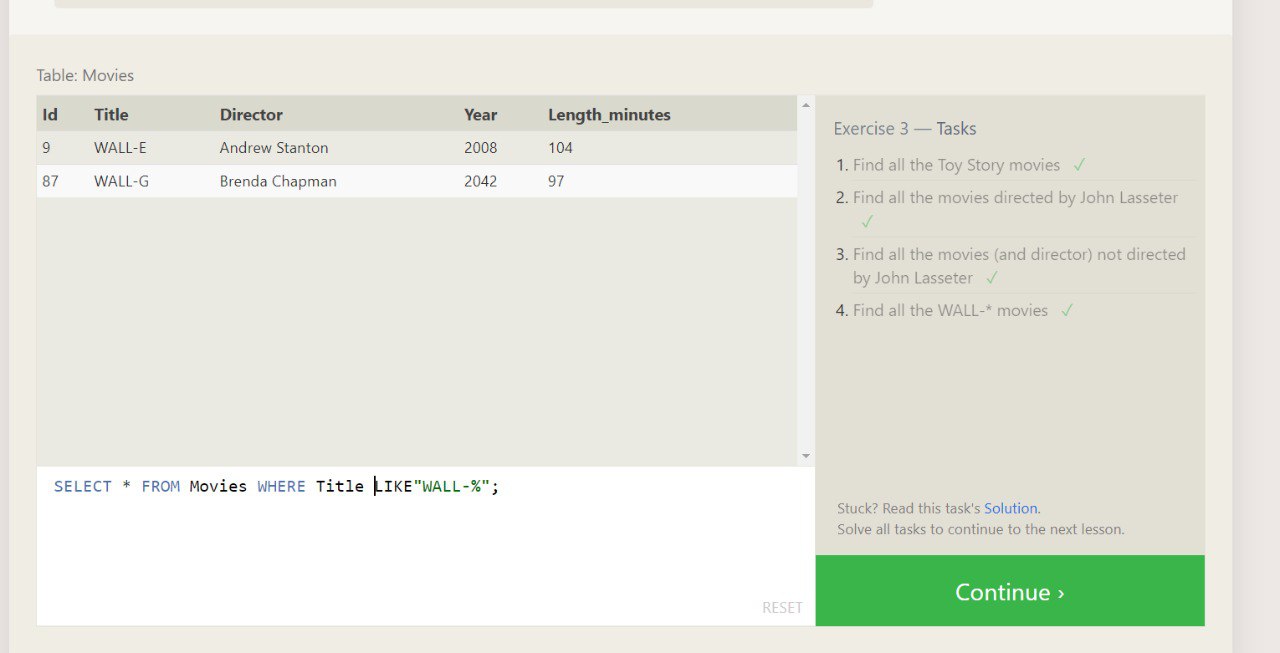 Table: Movies
Id Title Director Year Length_minutes
9 WALL-E Andrew Stanton 2008 104
87 WALL-G Brenda Chapman 2042 97
SELECT * FROM Movies WHERE Title LIKE"WALL-%";
RESET
Exercise 3 — Tasks
1. Find all the Toy Story movies ✓
2. Find all the movies directed by John Lasseter
✓
3. Find all the movies (and director) not directed
by John Lasseter ✓
4. Find all the WALL-* movies ✓
Stuck? Read this task's Solution.
Solve all tasks to continue to the next lesson.
Continue ›